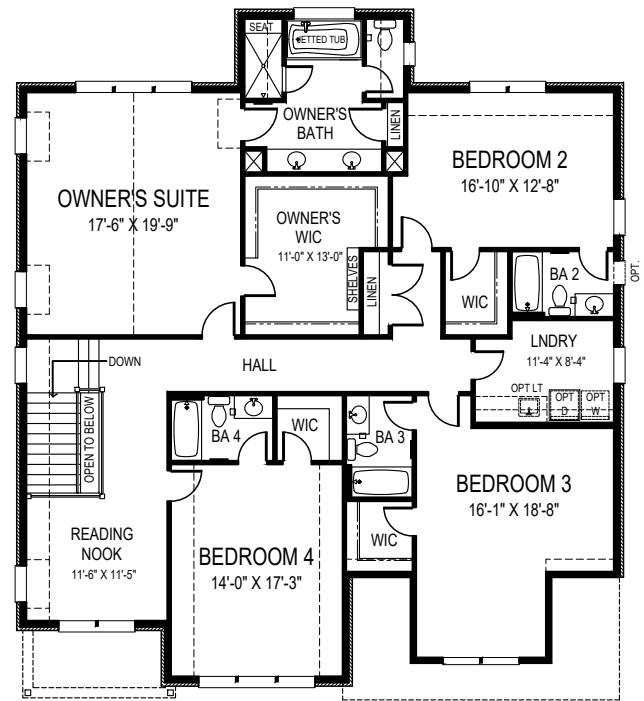 SEAT
JETTED TUB
OWNER'S
BATH
LINEN
BEDROOM 2
16'-10" X 12'-8"
OWNER'S SUITE
17'-6" X 19'-9"
OWNER'S
WIC
11'-0" X 13'-0"
SHELVES
LINEN
WIC
BA 2
OPT.
LNDRY
11'-4" X 8'-4"
DOWN
HALL
OPT LT
OPT
D
OPT
W
OPEN TO BELOW
BA 4
WIC
BA 3
BEDROOM 3
16'-1" X 18'-8"
READING
NOOK
11'-6" X 11'-5"
BEDROOM 4
14'-0" X 17'-3"
WIC